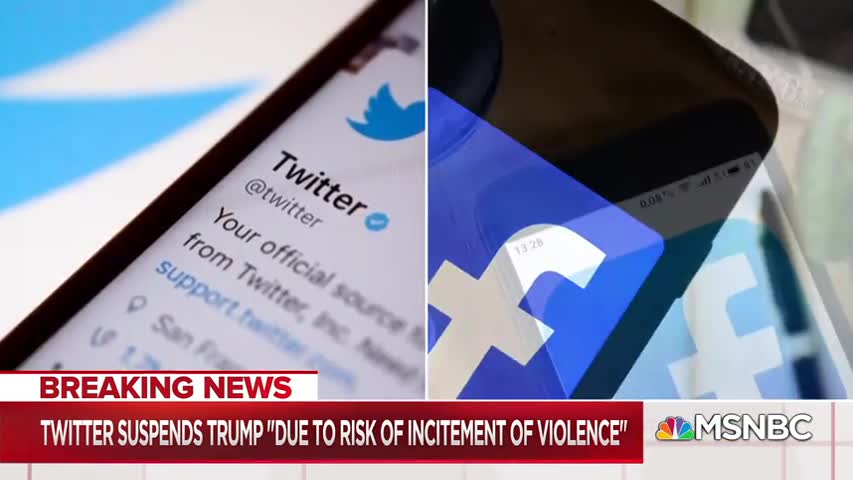 Twitter
@twitter
Your official source
from Twitter, Inc. Need
support.twitter.com
San
13:28
BREAKING NEWS
TWITTER SUSPENDS TRUMP "DUE TO RISK OF INCITEMENT OF VIOLENCE"
MSNBC